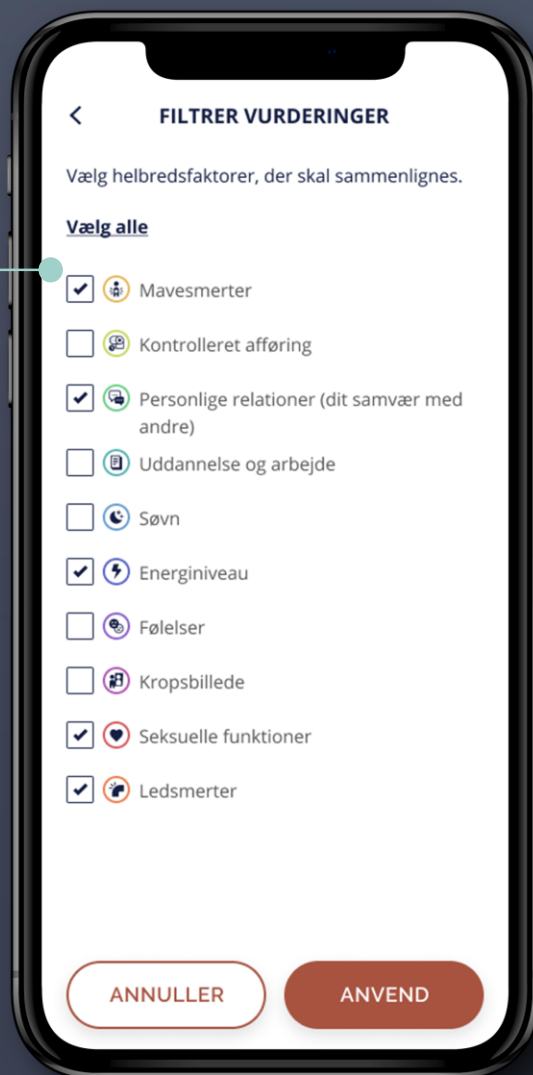 FILTRER VURDERINGER
Vælg helbredsfaktorer, der skal sammenlignes.
Vælg alle
Mavesmerter
Kontrolleret afføring
Personlige relationer (dit samvær med
andre)
Uddannelse og arbejde
Søvn
Energiniveau
Følelser
Kropsbillede
Seksuelle funktioner
Ledsmerter
ANNULLER
ANVEND